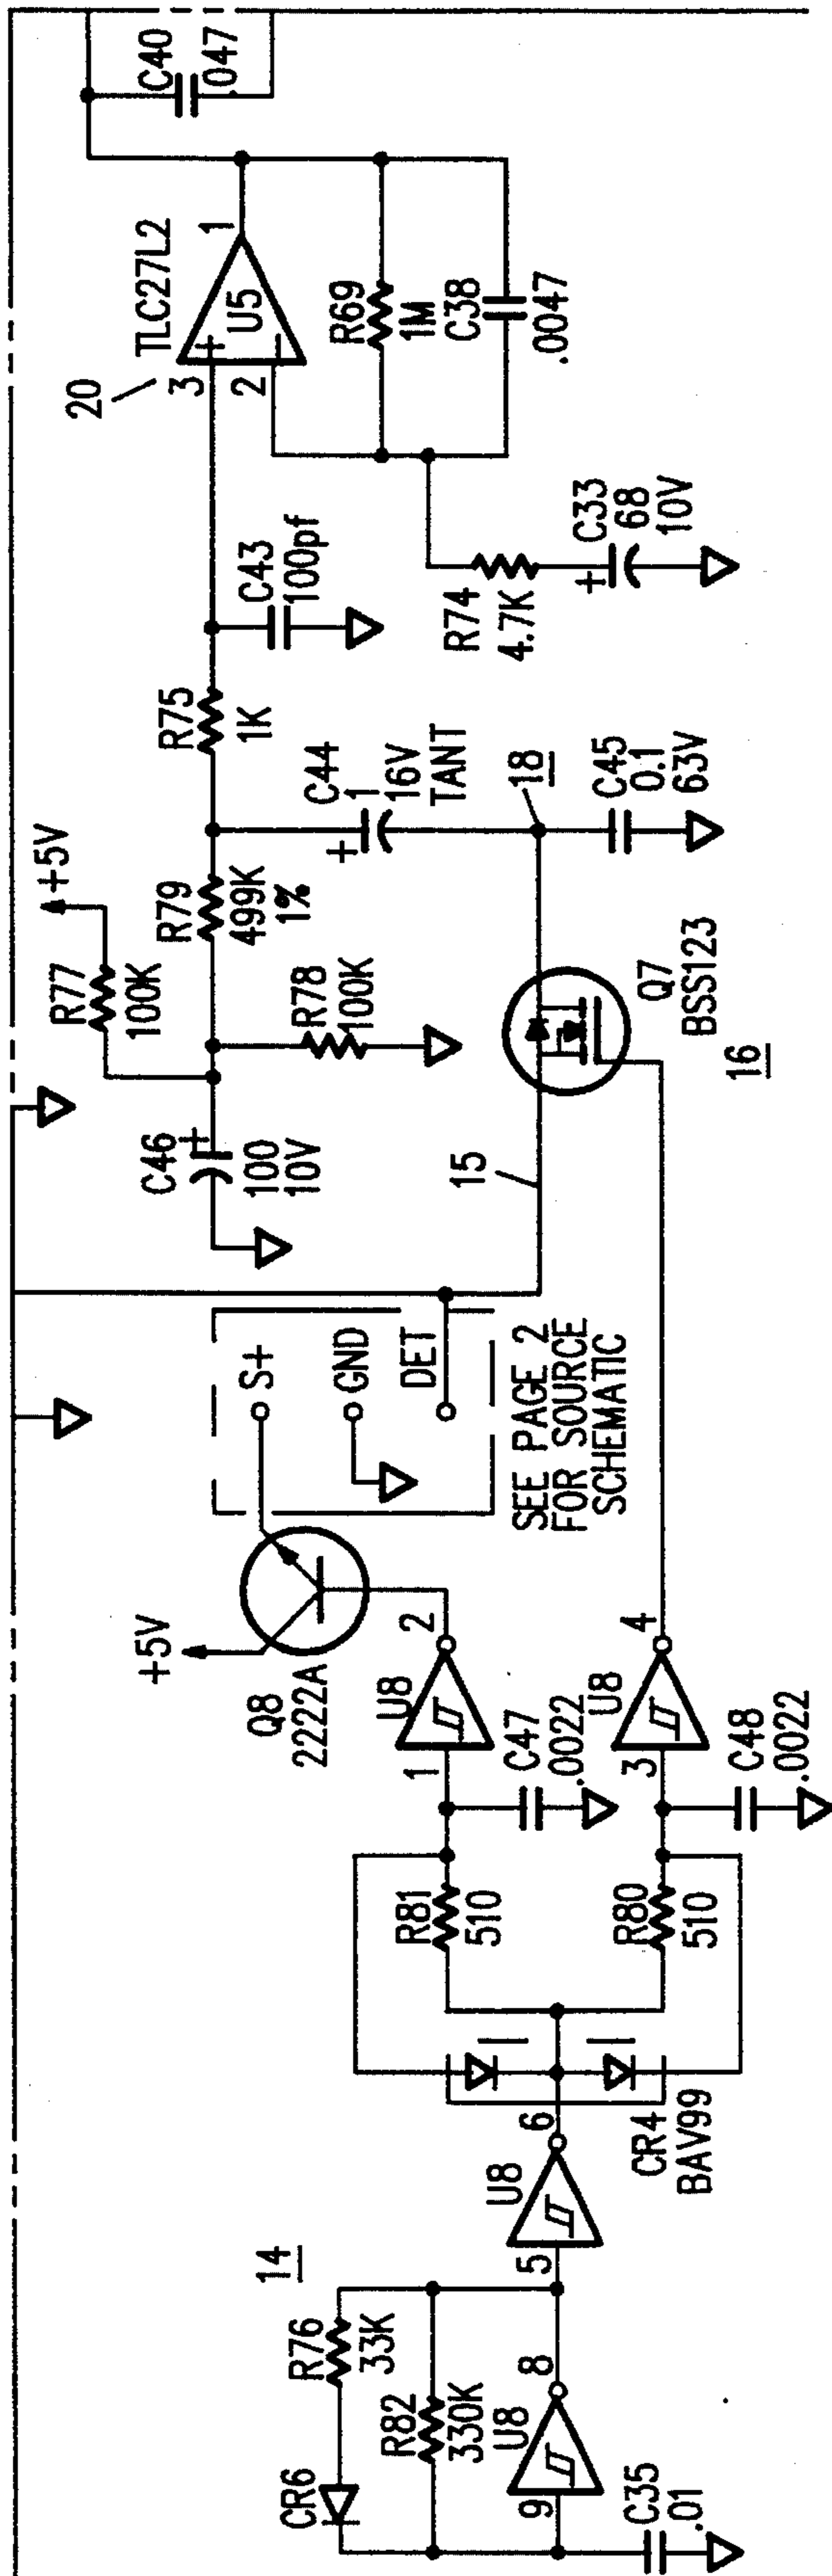 14
CR6
R76
33K
R82
330K
U8
9
8
C35
.01
U8
5
6
CR4
BAV99
R81
510
R80
510
C47
.0022
C48
.0022
U8
1
2
U8
3
4
+5V
Q8
2222A
S+
GND
DET
SEE PAGE 2
FOR SOURCE
SCHEMATIC
15
16
Q7
BSS123
18
C46
+
100
10V
R77
100K
+5V
R78
100K
R79
499K
1%
C44
+
1
16V
TANT
C45
0.1
63V
R75
1K
C43
100pf
R74
4.7K
C33
+
68
10V
20
TLC27L2
U5
3
+
2
−
1
R69
1M
C38
.0047
C40
.047